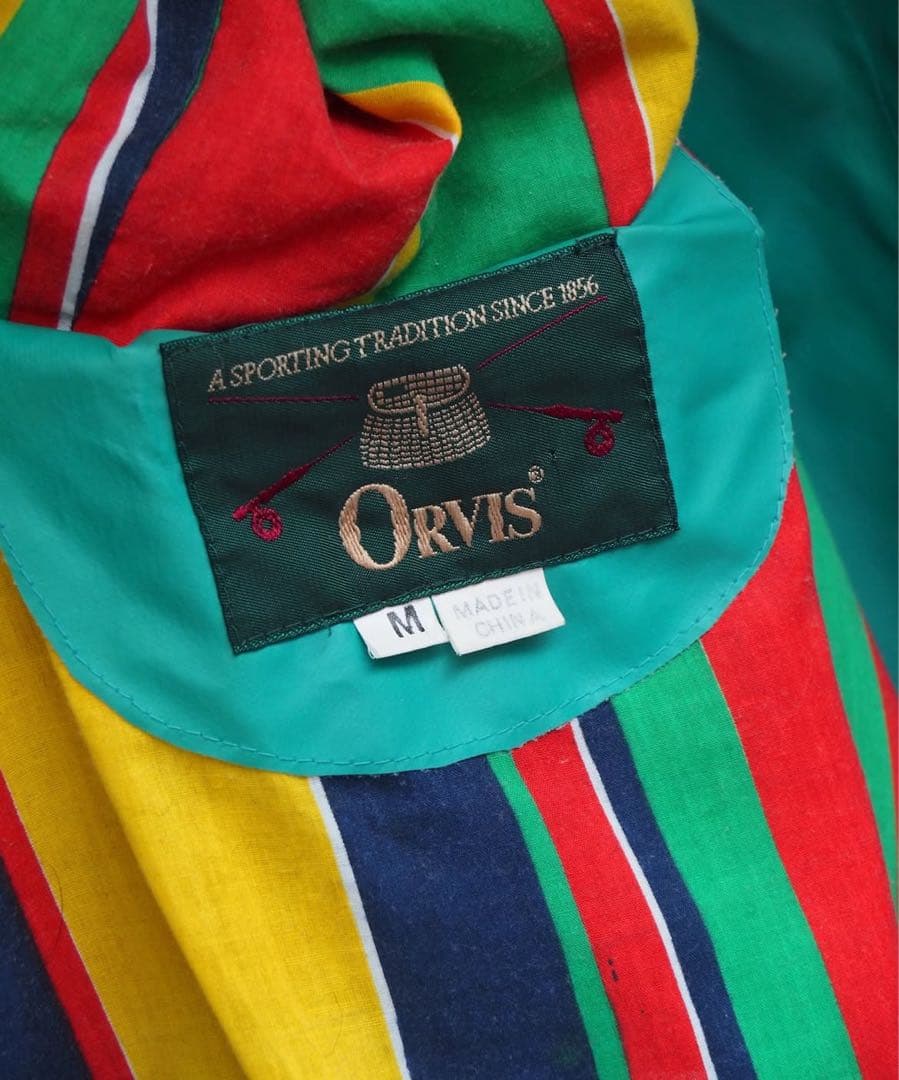 A SPORTING TRADITION SINCE 1856
ORVIS®
M
MADE IN
CHINA